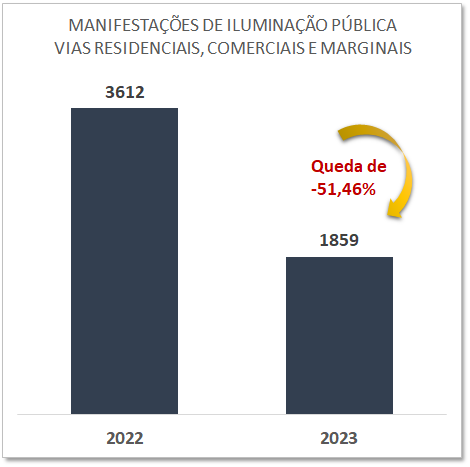 MANIFESTAÇÕES DE ILUMINAÇÃO PÚBLICA
VIAS RESIDENCIAIS, COMERCIAIS E MARGINAIS
3612
Queda de
-51,46%
1859
2022
2023